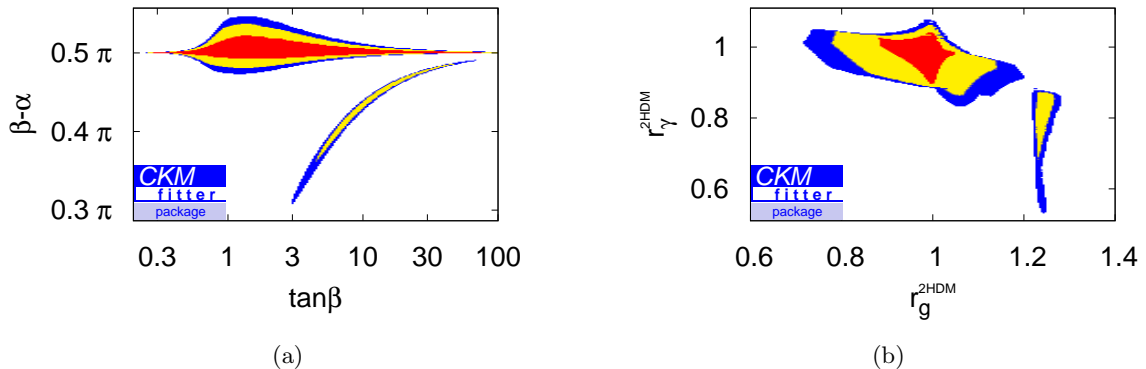 0.5 π
0.4 π
0.3 π
β-α
0.3 1 3 10 30 100
tanβ
CKM
fitter
package
(a)
1
0.8
0.6
r_γ^2HDM
0.6 0.8 1 1.2 1.4
r_g^2HDM
CKM
fitter
package
(b)